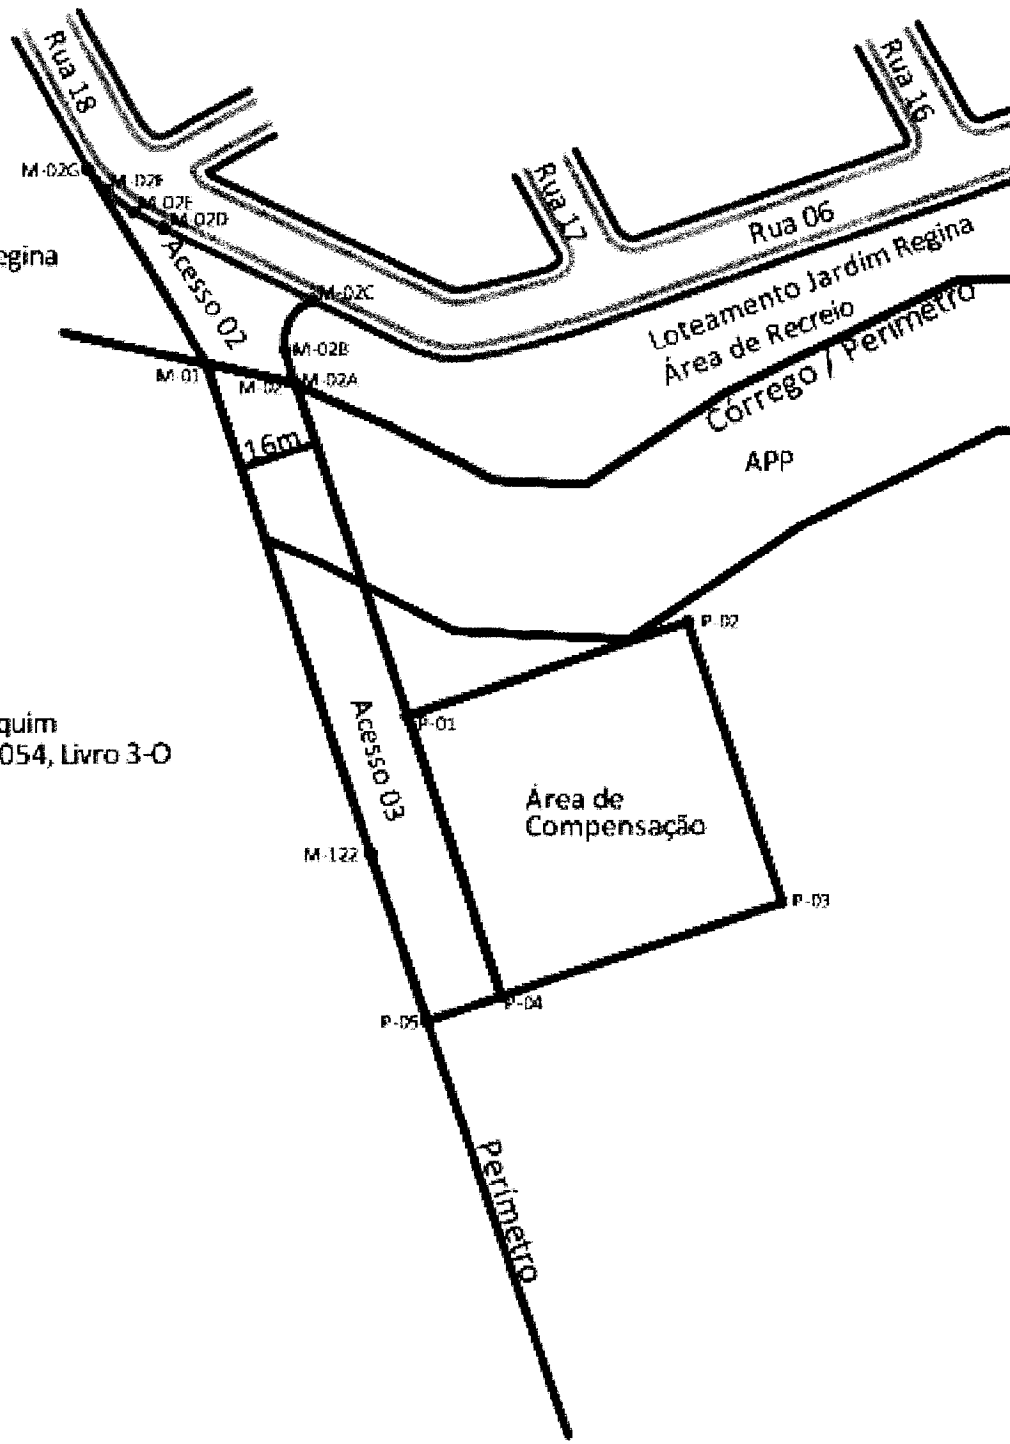 Rua 18
Rua 16
M-02G
M-02F
M-02E
M-02D
Rua 17
Rua 06
egina
Acesso 02
Loteamento Jardim Regina
Área de Recreio
Córrego / Perímetro
M-02C
M-02B
M-01
M-02
M-02A
16m
APP
P-02
quim
054, Livro 3-O
P-01
Acesso 03
Área de
Compensação
M-122
P-03
P-04
P-05
Perímetro